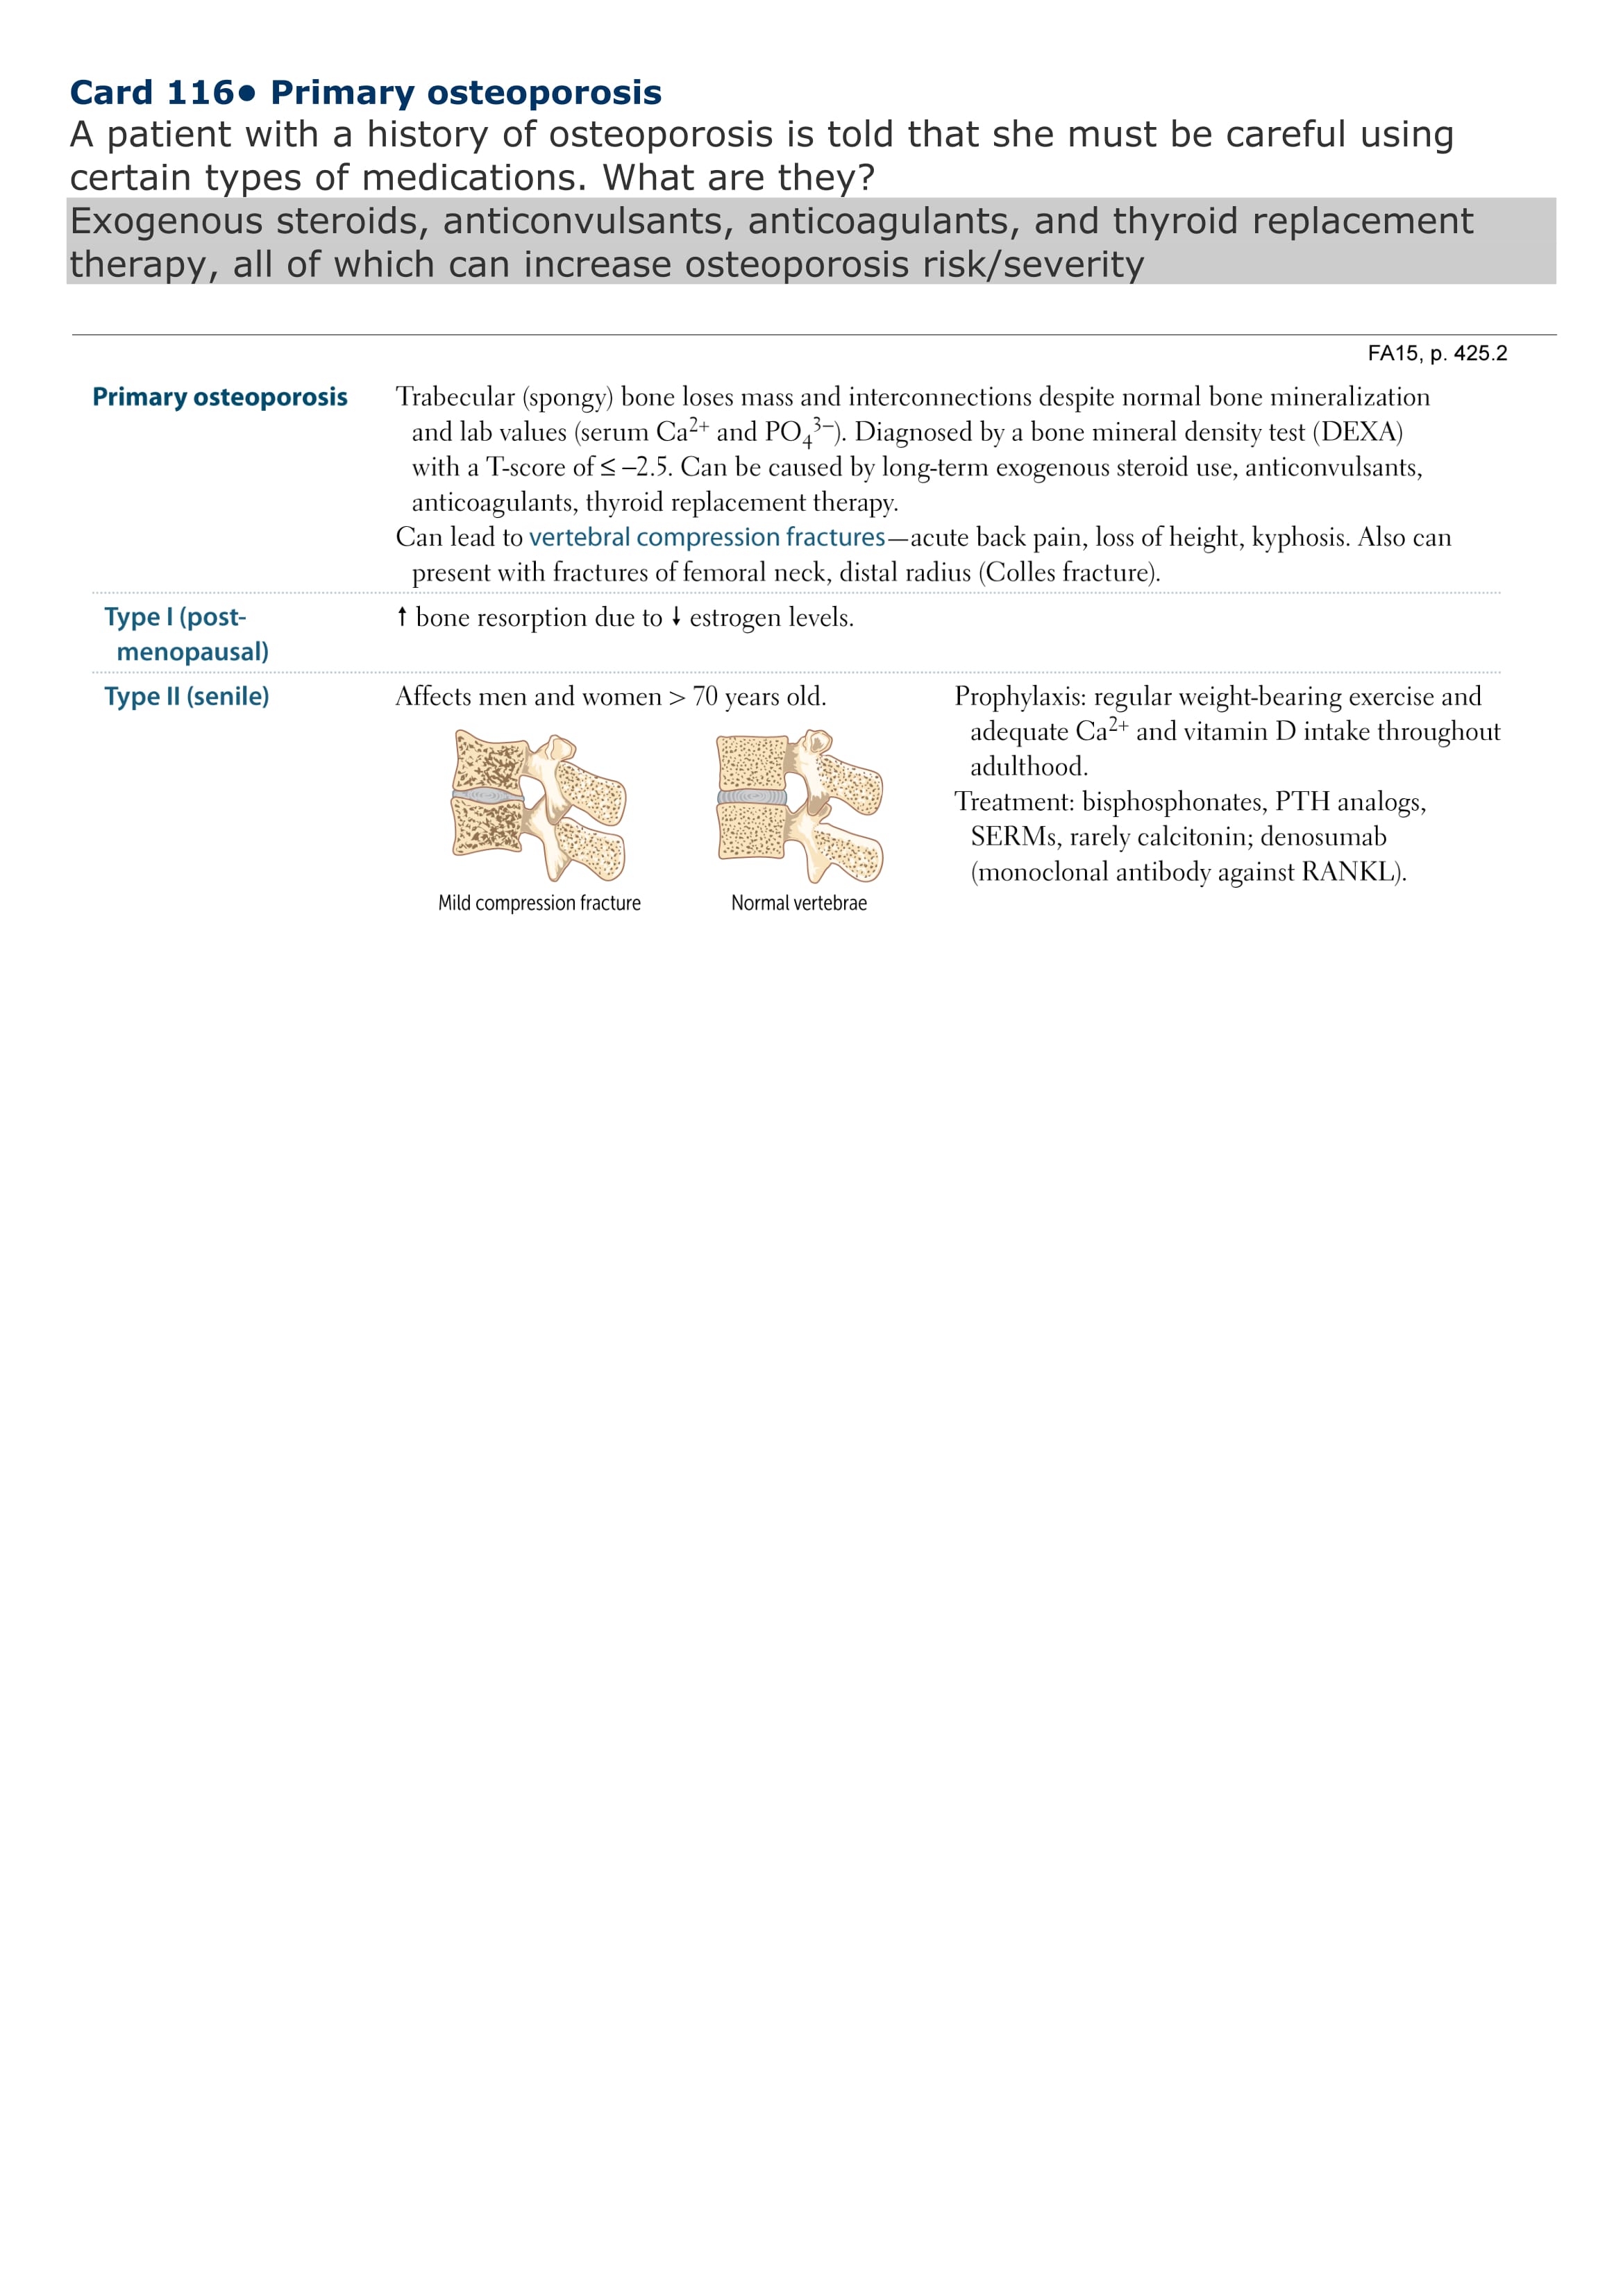 Card 116● Primary osteoporosis
A patient with a history of osteoporosis is told that she must be careful using
certain types of medications. What are they?
Exogenous steroids, anticonvulsants, anticoagulants, and thyroid replacement
therapy, all of which can increase osteoporosis risk/severity
FA15, p. 425.2
Primary osteoporosis
Trabecular (spongy) bone loses mass and interconnections despite normal bone mineralization
and lab values (serum Ca²⁺ and PO₄³⁻). Diagnosed by a bone mineral density test (DEXA)
with a T-score of ≤ –2.5. Can be caused by long-term exogenous steroid use, anticonvulsants,
anticoagulants, thyroid replacement therapy.
Can lead to vertebral compression fractures—acute back pain, loss of height, kyphosis. Also can
present with fractures of femoral neck, distal radius (Colles fracture).
Type I (post-
menopausal)
↑ bone resorption due to ↓ estrogen levels.
Type II (senile)
Affects men and women > 70 years old.
Mild compression fracture
Normal vertebrae
Prophylaxis: regular weight-bearing exercise and
adequate Ca²⁺ and vitamin D intake throughout
adulthood.
Treatment: bisphosphonates, PTH analogs,
SERMs, rarely calcitonin; denosumab
(monoclonal antibody against RANKL).